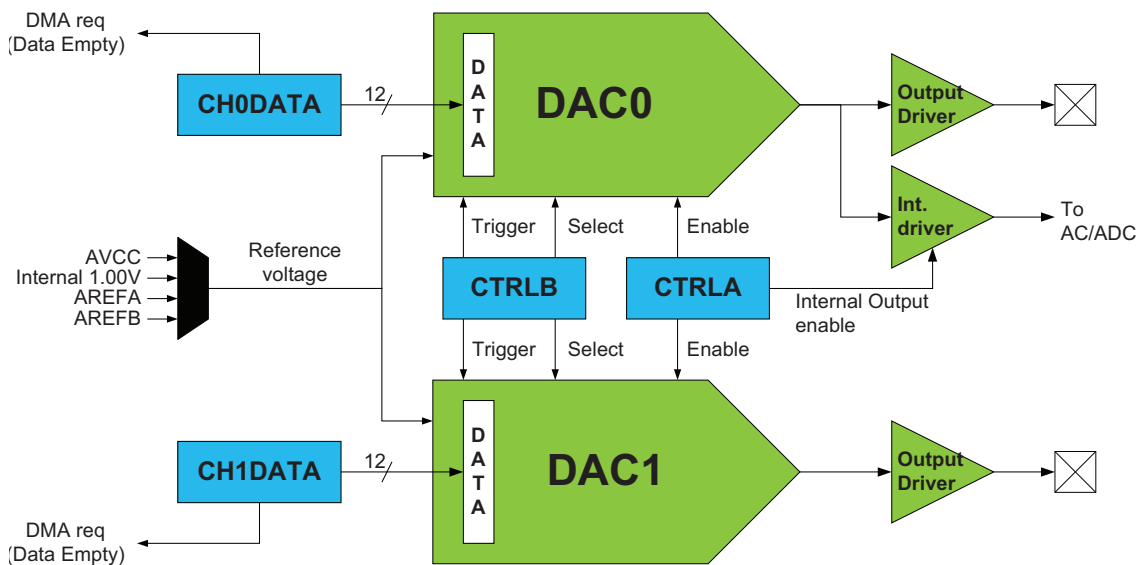 DMA req
(Data Empty)
CH0DATA
12
D
A
T
A
DAC0
Output
Driver
Trigger
Select
Enable
Int.
driver
To
AC/ADC
AVCC
Internal 1.00V
AREFA
AREFB
Reference
voltage
CTRLB
CTRLA
Internal Output
enable
Trigger
Select
Enable
CH1DATA
12
D
A
T
A
DAC1
Output
Driver
DMA req
(Data Empty)